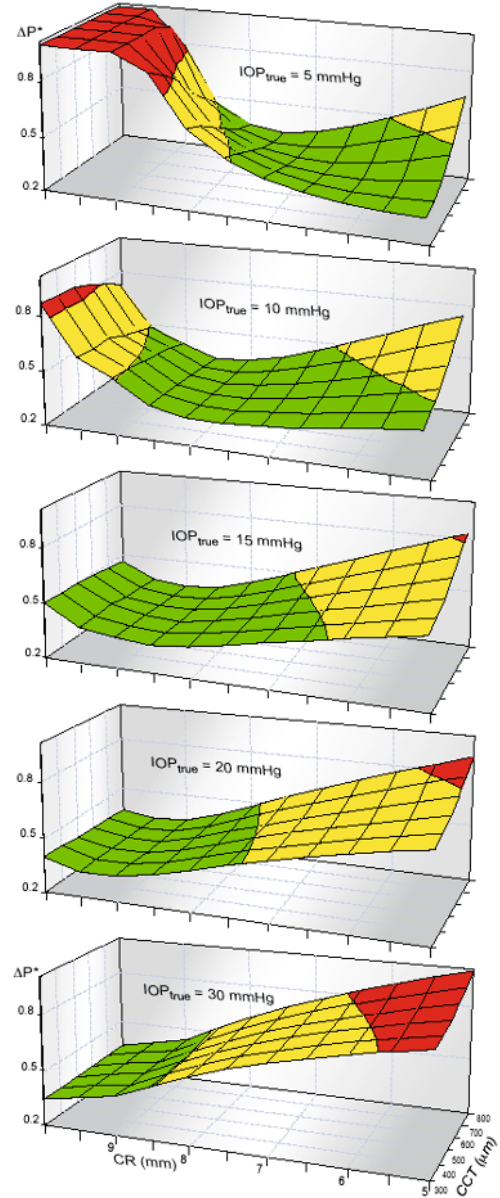 ΔP*
IOPtrue = 5 mmHg
0.8
0.5
0.2
IOPtrue = 10 mmHg
0.8
0.5
0.2
IOPtrue = 15 mmHg
0.8
0.5
0.2
IOPtrue = 20 mmHg
0.8
0.5
0.2
ΔP*
IOPtrue = 30 mmHg
0.8
0.5
0.2
9 8 7 6 5
CR (mm)
300 400 500 600 700 800
CCT (μm)